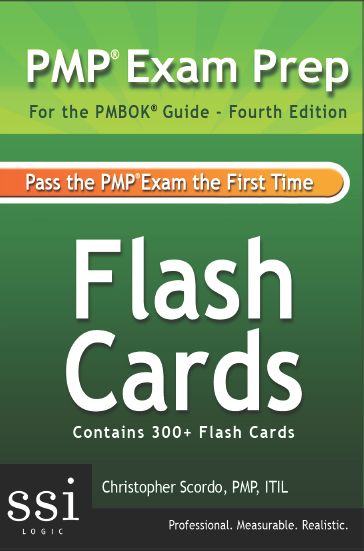 PMP® Exam Prep
For the PMBOK® Guide - Fourth Edition
Pass the PMP® Exam the First Time
Flash
Cards
Contains 300+ Flash Cards
Christopher Scordo, PMP, ITIL
ssi
LOGIC
Professional. Measurable. Realistic.